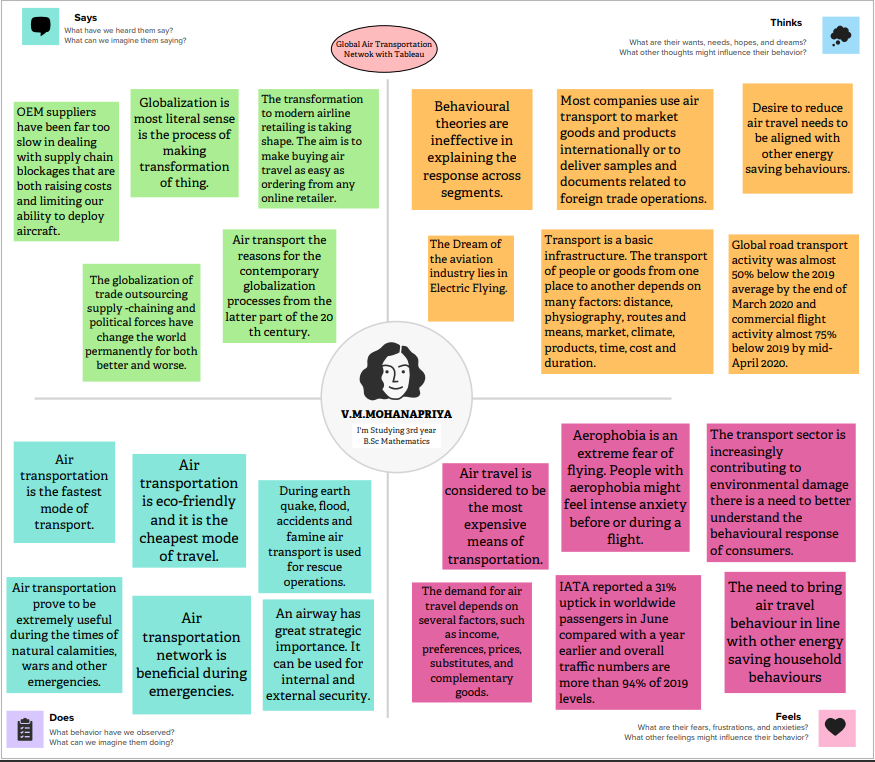 Says
What have we heard them say?
What can we imagine them saying?
Global Air Transportation
Netwok with Tableau
Thinks
What are their wants, needs, hopes, and dreams?
What other thoughts might influence their behavior?
OEM suppliers
have been far too
slow in dealing
with supply chain
blockages that are
both raising costs
and limiting our
ability to deploy
aircraft.
Globalization is
most literal sense
is the process of
making
transformation
of thing.
The transformation
to modern airline
retailing is taking
shape. The aim is to
make buying air
travel as easy as
ordering from any
online retailer.
The globalization of
trade outsourcing
supply -chaining and
political forces have
change the world
permanently for both
better and worse.
Air transport the
reasons for the
contemporary
globalization
processes from the
latter part of the 20
th century.
Behavioural
theories are
ineffective in
explaining the
response across
segments.
Most companies use air
transport to market
goods and products
internationally or to
deliver samples and
documents related to
foreign trade operations.
Desire to reduce
air travel needs to
be aligned with
other energy
saving behaviours.
The Dream of
the aviation
industry lies in
Electric Flying.
Transport is a basic
infrastructure. The transport
of people or goods from one
place to another depends on
many factors: distance,
physiography, routes and
means, market, climate,
products, time, cost and
duration.
Global road transport
activity was almost
50% below the 2019
average by the end of
March 2020 and
commercial flight
activity almost 75%
below 2019 by mid-
April 2020.
V.M.MOHANAPRIYA
I'm Studying 3rd year
B.Sc Mathematics
Air
transportation
is the fastest
mode of
transport.
Air
transportation
is eco-friendly
and it is the
cheapest mode
of travel.
During earth
quake, flood,
accidents and
famine air
transport is used
for rescue
operations.
Air transportation
prove to be
extremely useful
during the times of
natural calamities,
wars and other
emergencies.
Air
transportation
network is
beneficial during
emergencies.
An airway has
great strategic
importance. It
can be used for
internal and
external security.
Air travel is
considered to be
the most
expensive
means of
transportation.
Aerophobia is an
extreme fear of
flying. People with
aerophobia might
feel intense anxiety
before or during a
flight.
The transport sector is
increasingly
contributing to
environmental damage
there is a need to better
understand the
behavioural response
of consumers.
The demand for air
travel depends on
several factors, such
as income,
preferences, prices,
substitutes, and
complementary
goods.
IATA reported a 31%
uptick in worldwide
passengers in June
compared with a year
earlier and overall
traffic numbers are
more than 94% of 2019
levels.
The need to bring
air travel
behaviour in line
with other energy
saving household
behaviours
Does
What behavior have we observed?
What can we imagine them doing?
Feels
What are their fears, frustrations, and anxieties?
What other feelings might influence their behavior?